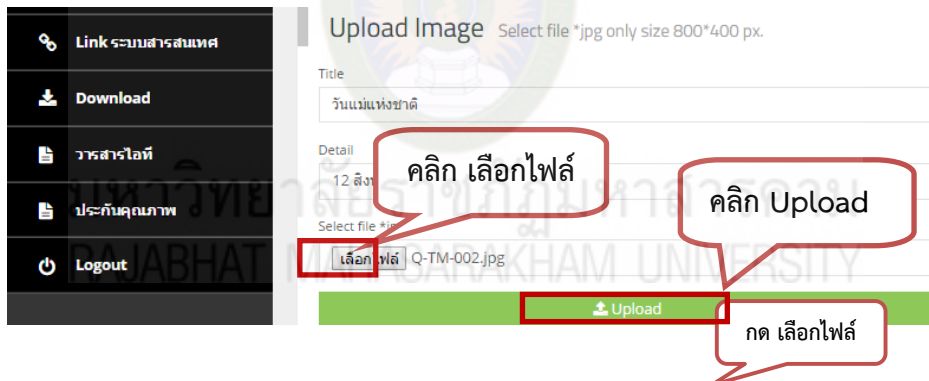 Link ระบบสารสนเทศ
Download
วารสารไอที
ประกันคุณภาพ
Logout
Upload Image Select file *jpg only size 800*400 px.
Title
วันแม่แห่งชาติ
Detail
12
คลิก เลือกไฟล์
คลิก Upload
Select file
เลือกไฟล์ Q-TM-002.jpg
Upload
กด เลือกไฟล์
RAJABHAT MAHASARAKHAM UNIVERSITY